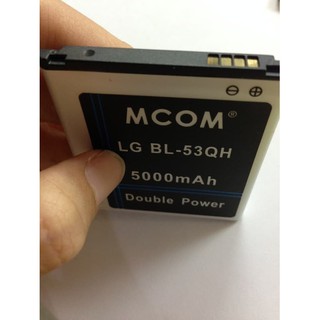 ⊖ ⊕
MCOM®
LG BL-53QH
5000mAh
Double Power